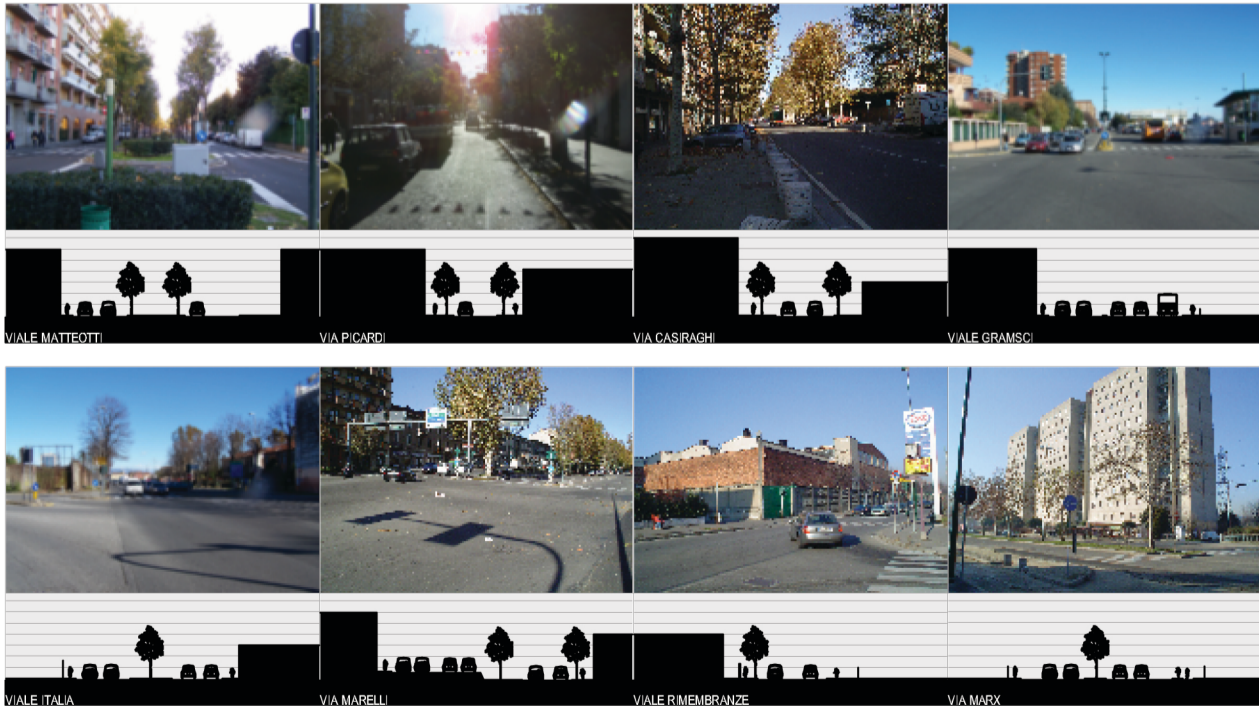 VIALE MATTEOTTI
VIA PICARDI
VIA CASIRAGHI
VIALE GRAMSCI
VIALE ITALIA
VIA MARELLI
VIALE RIMEMBRANZE
VIA MARX